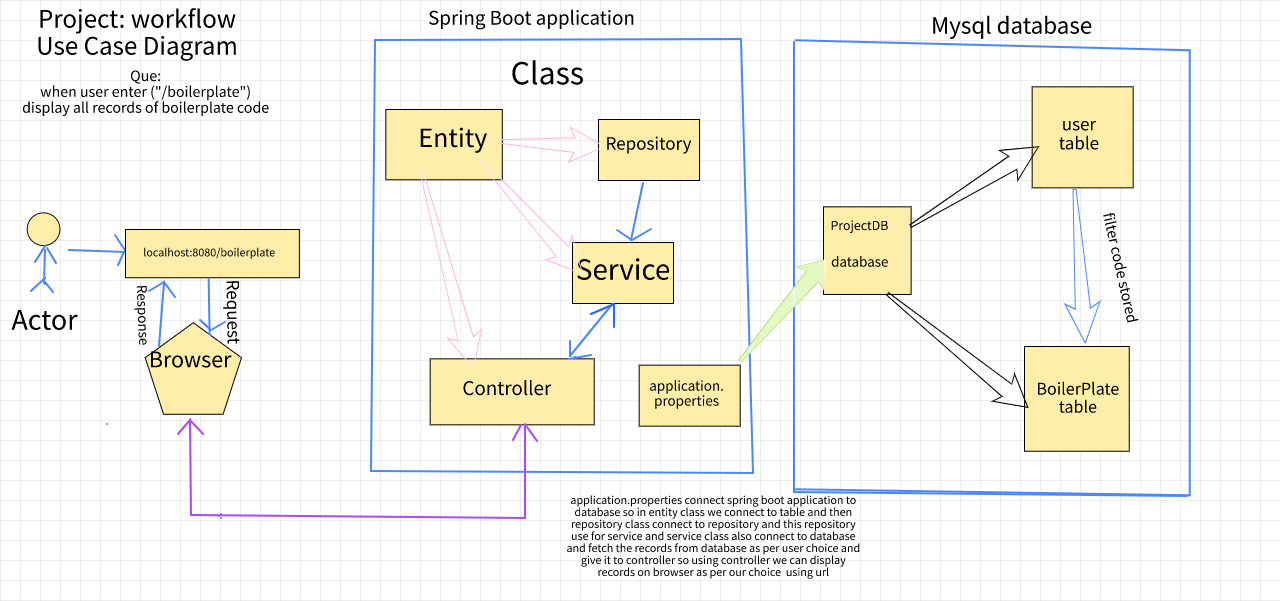 Project: workflow
Use Case Diagram
Que:
when user enter ("/boilerplate")
display all records of boilerplate code
Actor
localhost:8080/boilerplate
Response
Request
Browser
Spring Boot application
Class
Entity
Repository
Service
Controller
application.
properties
Mysql database
user
table
ProjectDB
database
filter code stored
BoilerPlate
table
application.properties connect spring boot application to
database so in entity class we connect to table and then
repository class connect to repository and this repository
use for service and service class also connect to database
and fetch the records from database as per user choice and
give it to controller so using controller we can display
records on browser as per our choice  using url